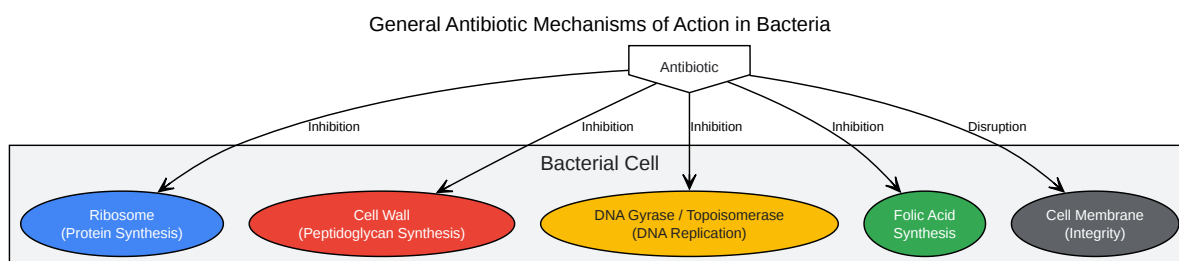 General Antibiotic Mechanisms of Action in Bacteria
Antibiotic
Inhibition
Inhibition
Inhibition
Inhibition
Disruption
Bacterial Cell
Ribosome
(Protein Synthesis)
Cell Wall
(Peptidoglycan Synthesis)
DNA Gyrase / Topoisomerase
(DNA Replication)
Folic Acid
Synthesis
Cell Membrane
(Integrity)